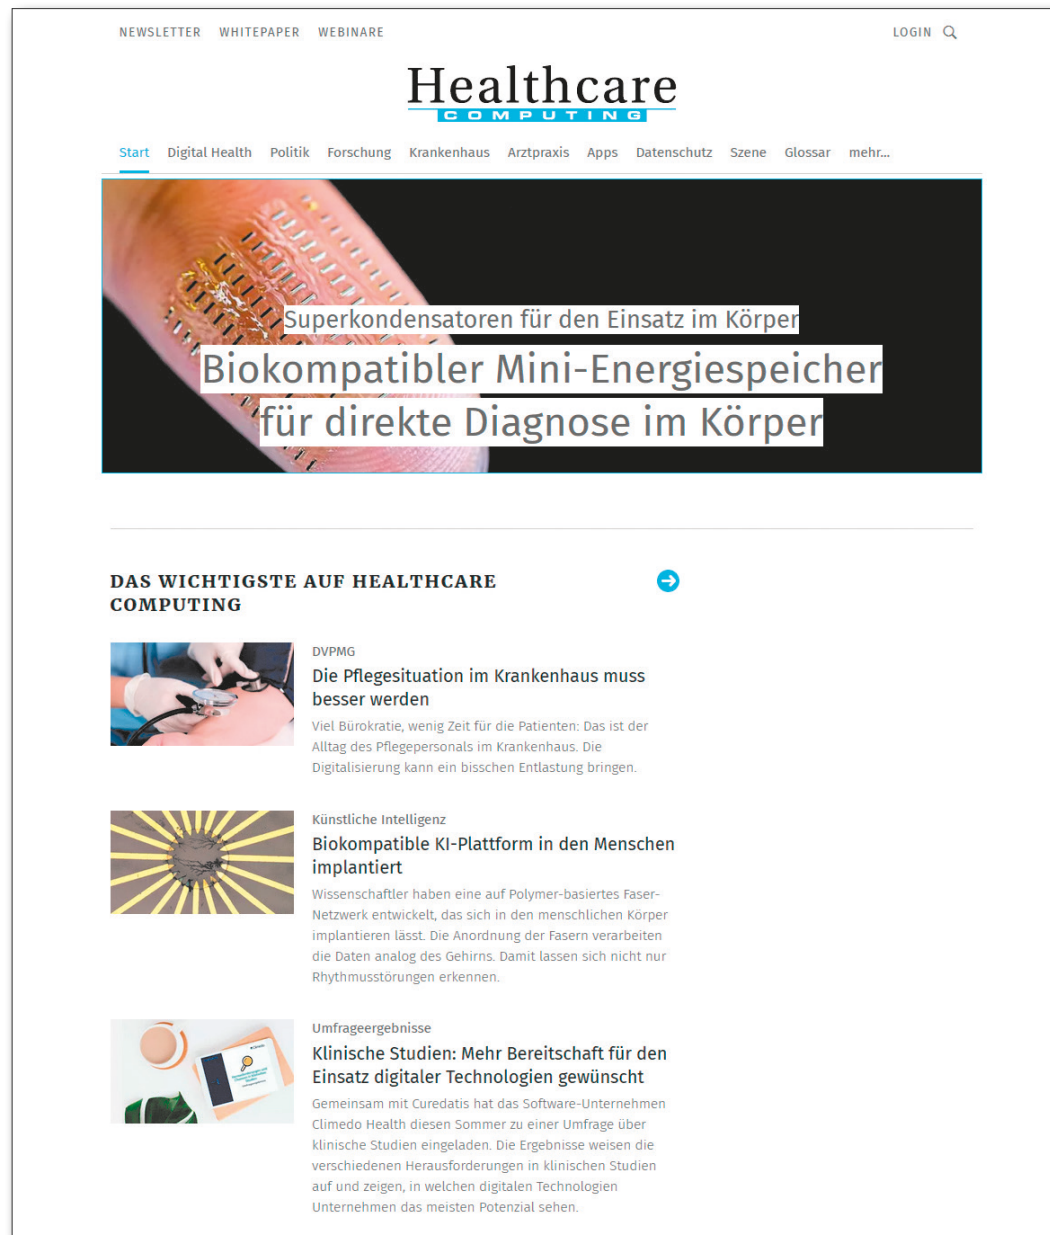 NEWSLETTER WHITEPAPER WEBINARE LOGIN
Healthcare
COMPUTING
Start Digital Health Politik Forschung Krankenhaus Arztpraxis Apps Datenschutz Szene Glossar mehr...
Superkondensatoren für den Einsatz im Körper
Biokompatibler Mini-Energiespeicher
für direkte Diagnose im Körper
DAS WICHTIGSTE AUF HEALTHCARE
COMPUTING
DVPMG
Die Pflegesituation im Krankenhaus muss
besser werden
Viel Bürokratie, wenig Zeit für die Patienten: Das ist der
Alltag des Pflegepersonals im Krankenhaus. Die
Digitalisierung kann ein bisschen Entlastung bringen.
Künstliche Intelligenz
Biokompatible KI-Plattform in den Menschen
implantiert
Wissenschaftler haben eine auf Polymer-basiertes Faser-
Netzwerk entwickelt, das sich in den menschlichen Körper
implantieren lässt. Die Anordnung der Fasern verarbeiten
die Daten analog des Gehirns. Damit lassen sich nicht nur
Rhythmusstörungen erkennen.
Umfrageergebnisse
Klinische Studien: Mehr Bereitschaft für den
Einsatz digitaler Technologien gewünscht
Gemeinsam mit Curedatis hat das Software-Unternehmen
Climedo Health diesen Sommer zu einer Umfrage über
klinische Studien eingeladen. Die Ergebnisse weisen die
verschiedenen Herausforderungen in klinischen Studien
auf und zeigen, in welchen digitalen Technologien
Unternehmen das meisten Potenzial sehen.